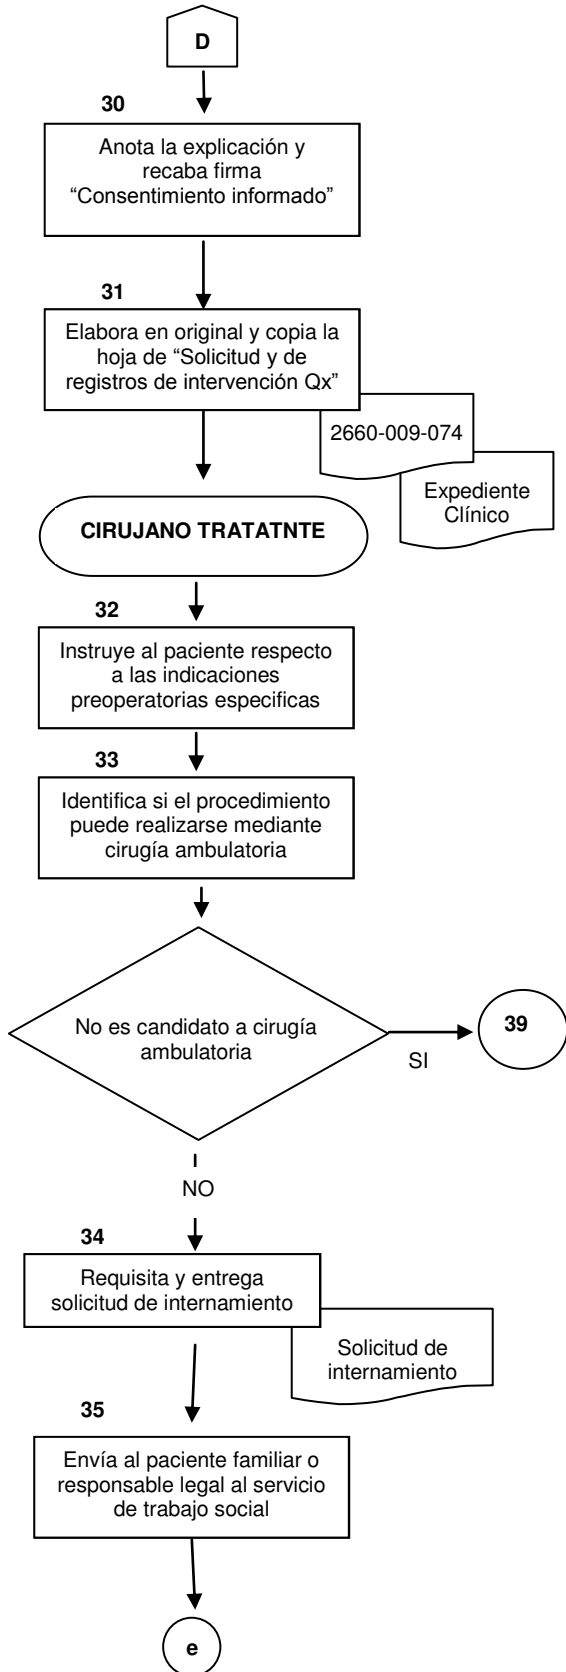 D
30
Anota la explicación y
recaba firma
“Consentimiento informado”
31
Elabora en original y copia la
hoja de “Solicitud y de
registros de intervención Qx”
2660-009-074
Expediente
Clínico
CIRUJANO TRATATNTE
32
Instruye al paciente respecto
a las indicaciones
preoperatorias especificas
33
Identifica si el procedimiento
puede realizarse mediante
cirugía ambulatoria
No es candidato a cirugía
ambulatoria
39
SI
NO
34
Requisita y entrega
solicitud de internamiento
Solicitud de
internamiento
35
Envía al paciente familiar o
responsable legal al servicio
de trabajo social
e